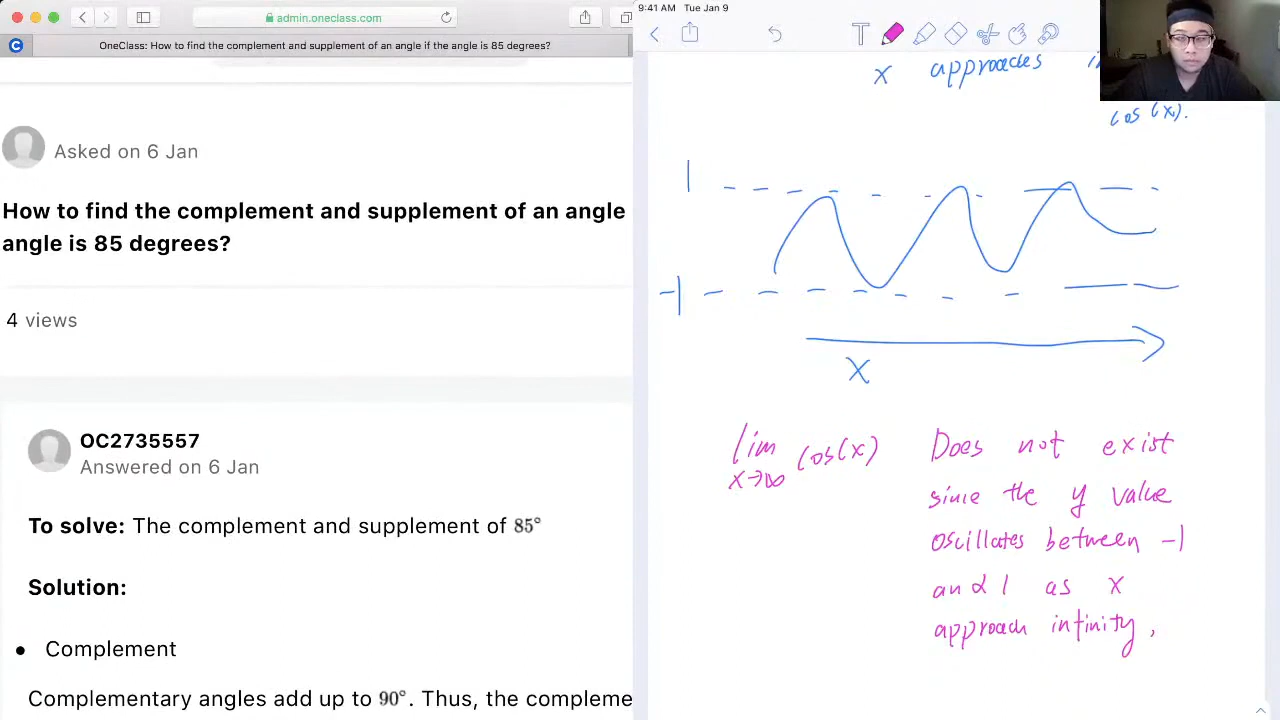 admin.oneclass.com
OneClass: How to find the complement and supplement of an angle if the angle is 85 degrees?
Asked on 6 Jan
How to find the complement and supplement of an angle
angle is 85 degrees?
4 views
OC2735557
Answered on 6 Jan
To solve: The complement and supplement of 85°
Solution:
• Complement
Complementary angles add up to 90°. Thus, the compleme
9:41 AM Tue Jan 9
T
x approaches
cos(x).
1
-1
x
lim cos(x)
x→∞
Does not exist
since the y value
oscillates between -1
and 1 as x
approach infinity,